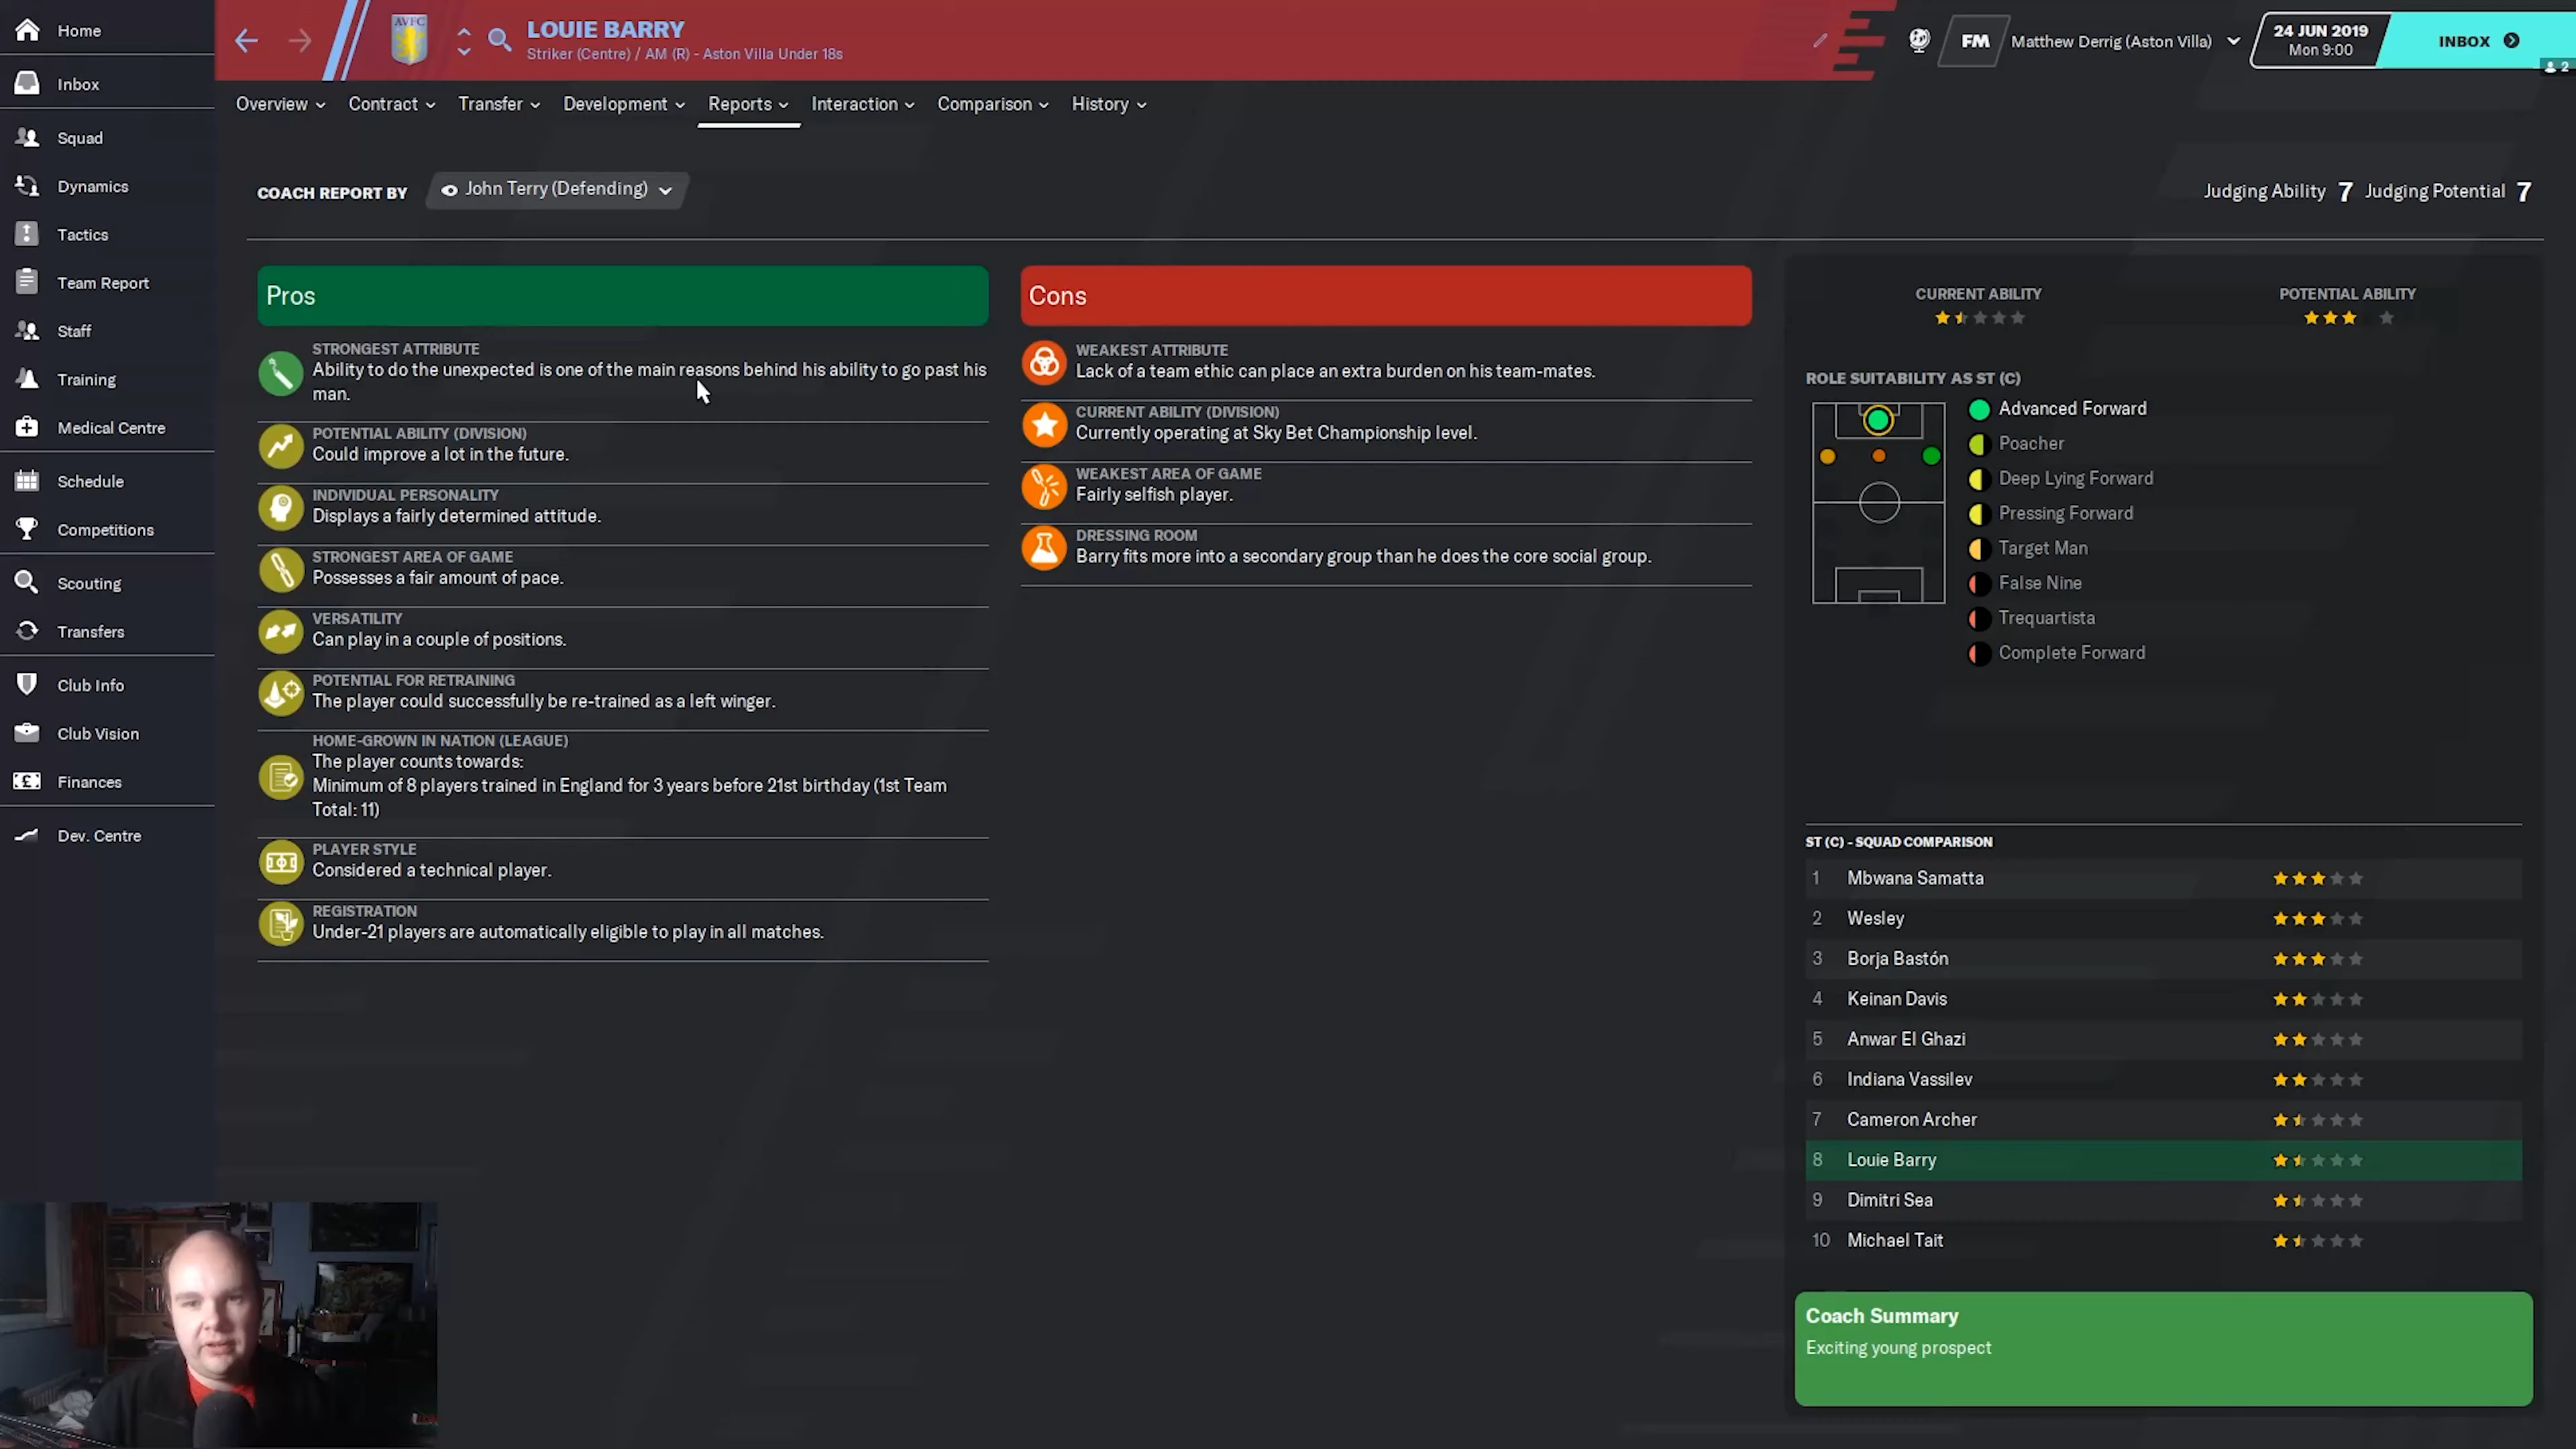 Home
Inbox
Squad
Dynamics
Tactics
Team Report
Staff
Training
Medical Centre
Schedule
Competitions
Scouting
Transfers
Club Info
Club Vision
Finances
Dev. Centre
AVFC
LOUIE BARRY
Striker (Centre) / AM (R) - Aston Villa Under 18s
FM
Matthew Derrig (Aston Villa)
24 JUN 2019
Mon 9:00
INBOX
2
Overview
Contract
Transfer
Development
Reports
Interaction
Comparison
History
COACH REPORT BY
John Terry (Defending)
Judging Ability 7 Judging Potential 7
Pros
STRONGEST ATTRIBUTE
Ability to do the unexpected is one of the main reasons behind his ability to go past his
man.
POTENTIAL ABILITY (DIVISION)
Could improve a lot in the future.
INDIVIDUAL PERSONALITY
Displays a fairly determined attitude.
STRONGEST AREA OF GAME
Possesses a fair amount of pace.
VERSATILITY
Can play in a couple of positions.
POTENTIAL FOR RETRAINING
The player could successfully be re-trained as a left winger.
HOME-GROWN IN NATION (LEAGUE)
The player counts towards:
Minimum of 8 players trained in England for 3 years before 21st birthday (1st Team
Total: 11)
PLAYER STYLE
Considered a technical player.
REGISTRATION
Under-21 players are automatically eligible to play in all matches.
Cons
WEAKEST ATTRIBUTE
Lack of a team ethic can place an extra burden on his team-mates.
CURRENT ABILITY (DIVISION)
Currently operating at Sky Bet Championship level.
WEAKEST AREA OF GAME
Fairly selfish player.
DRESSING ROOM
Barry fits more into a secondary group than he does the core social group.
CURRENT ABILITY
POTENTIAL ABILITY
ROLE SUITABILITY AS ST (C)
Advanced Forward
Poacher
Deep Lying Forward
Pressing Forward
Target Man
False Nine
Trequartista
Complete Forward
ST (C) - SQUAD COMPARISON
1 Mbwana Samatta
2 Wesley
3 Borja Bastón
4 Keinan Davis
5 Anwar El Ghazi
6 Indiana Vassilev
7 Cameron Archer
8 Louie Barry
9 Dimitri Sea
10 Michael Tait
Coach Summary
Exciting young prospect